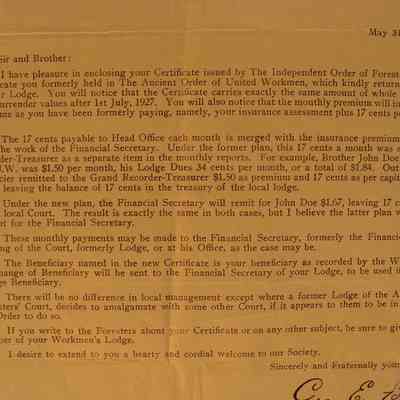 May 31
Sir and Brother:
I have pleasure in enclosing your Certificate issued by The Independent Order of Forest
cate you formerly held in The Ancient Order of United Workmen, which kindly return
r Lodge. You will notice that the Certificate carries exactly the same amount of whole
surrender values after 1st July, 1927. You will also notice that the monthly premium will in
me as you have been formerly paying, namely, your insurance assessment plus 17 cents p
The 17 cents payable to Head Office each month is merged with the insurance premium
the work of the Financial Secretary. Under the former plan, this 17 cents a month was s
rder-Treasurer as a separate item in the monthly reports. For example, Brother John Doe
U.W. was $1.50 per month, his Lodge Dues 34 cents per month, or a total of $1.84. Out
cier remitted to the Grand Recorder-Treasurer $1.50 as premium and 17 cents as per capit
leaving the balance of 17 cents in the treasury of the local lodge.
Under the new plan, the Financial Secretary will remit for John Doe $1.67, leaving 17 c
local Court. The result is exactly the same in both cases, but I believe the latter plan w
et for the Financial Secretary.
These monthly payments may be made to the Financial Secretary, formerly the Financie
ing of the Court, formerly Lodge, or at his Office, as the case may be.
The Beneficiary named in the new Certificate is your beneficiary as recorded by the W
hange of Beneficiary will be sent to the Financial Secretary of your Lodge, to be used i
ge Beneficiary.
There will be no difference in local management except where a former Lodge of the A
sters' Court, decides to amalgamate with some other Court, if it appears to them to be in
Order to do so.
If you write to the Foresters about your Certificate or on any other subject, be sure to giv
ber of your Workmen's Lodge.
I desire to extend to you a hearty and cordial welcome to our Society.
Sincerely and Fraternally you
Geo. E.